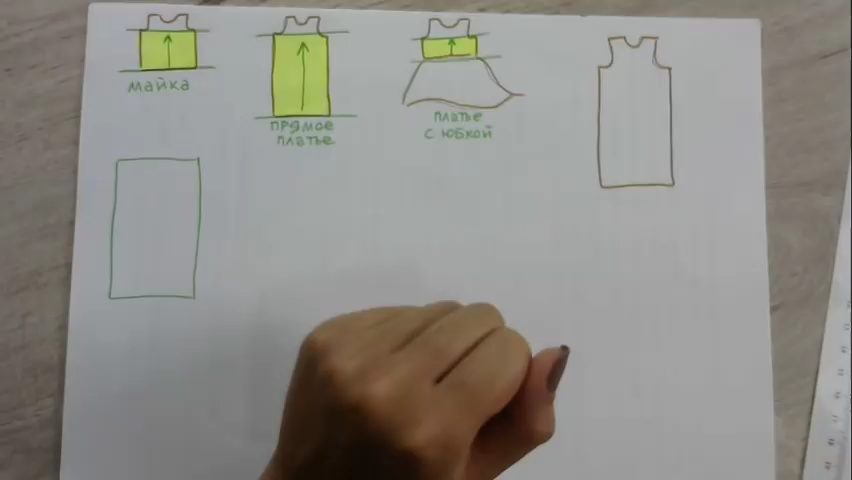 майка
прямое
платье
платье
с юбкой